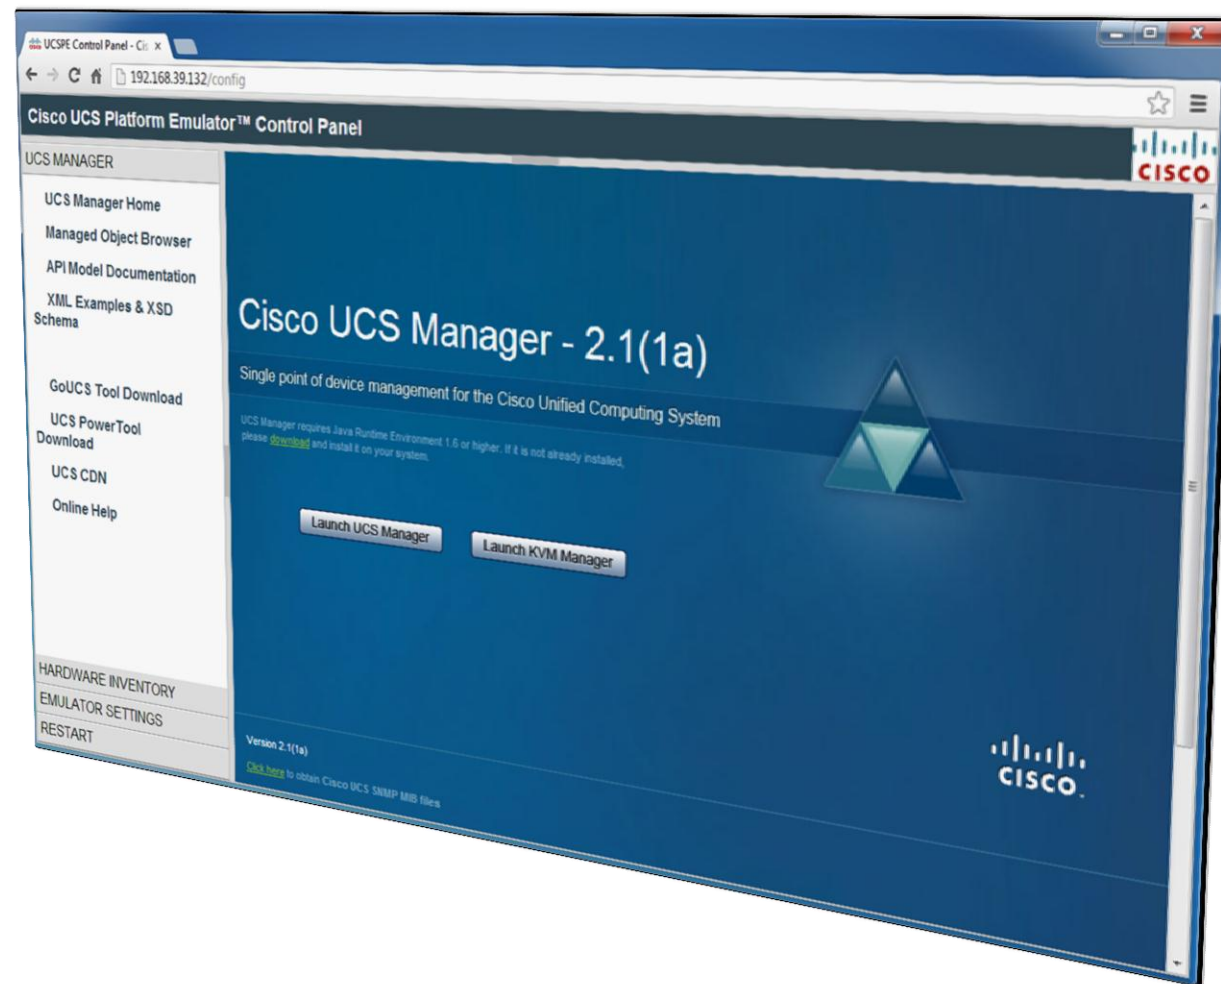 UCSPE Control Panel - Cis
192.168.39.132/config
Cisco UCS Platform Emulator™ Control Panel
CISCO
UCS MANAGER
UCS Manager Home
Managed Object Browser
API Model Documentation
XML Examples & XSD
Schema
GoUCS Tool Download
UCS PowerTool
Download
UCS CDN
Online Help
HARDWARE INVENTORY
EMULATOR SETTINGS
RESTART
Cisco UCS Manager - 2.1(1a)
Single point of device management for the Cisco Unified Computing System
UCS Manager requires Java Runtime Environment 1.6 or higher. If it is not already installed,
please download and install it on your system.
Launch UCS Manager
Launch KVM Manager
Version 2.1(1a)
Click here to obtain Cisco UCS SNMP MIB files
CISCO.